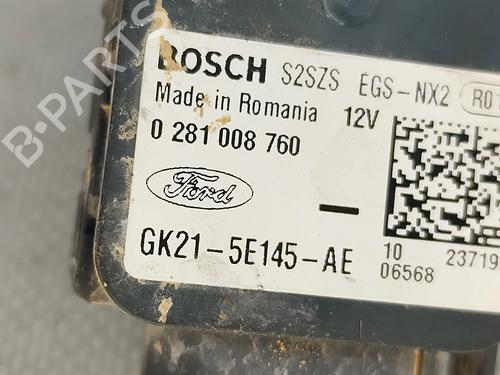 BOSCH S2SZS EGS-NX2
Made in Romania 12V
0 281 008 760
Ford
GK21-5E145-AE
10 23719
06568
B-Parts